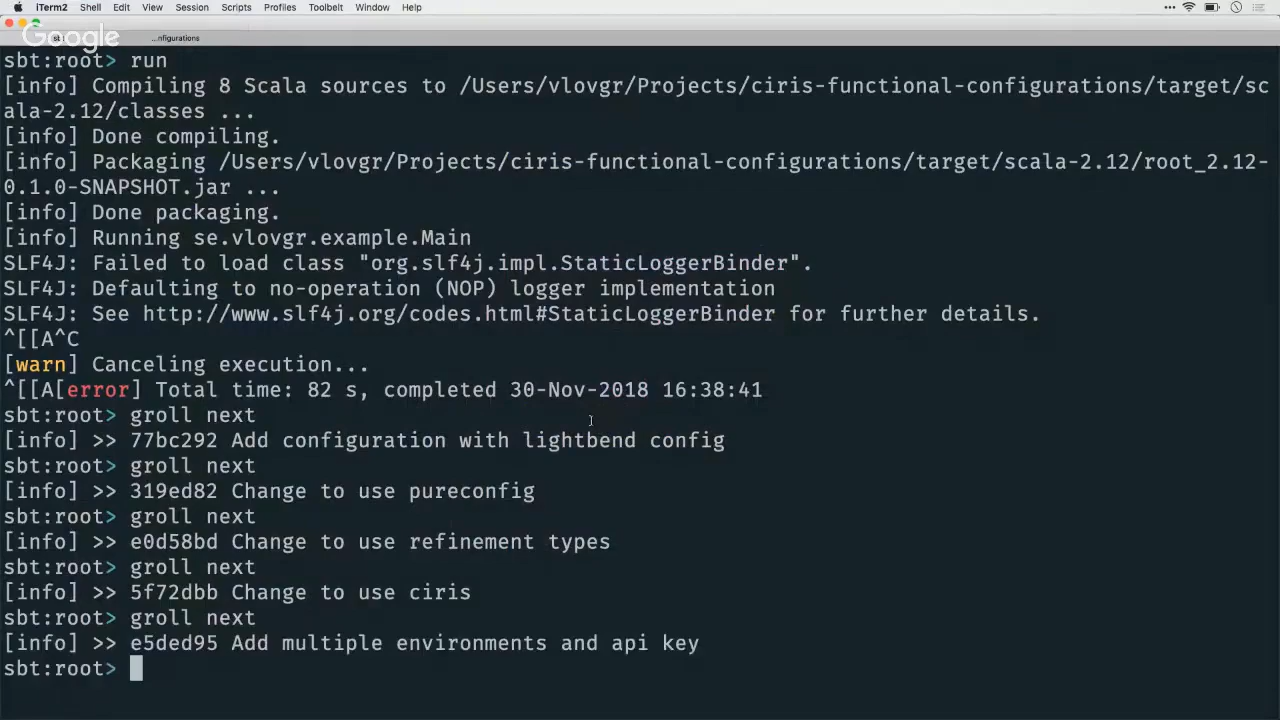 iTerm2 Shell Edit View Session Scripts Profiles Toolbelt Window Help
Google
...nfigurations
sbt:root> run
[info] Compiling 8 Scala sources to /Users/vlovgr/Projects/ciris-functional-configurations/target/sc
ala-2.12/classes ...
[info] Done compiling.
[info] Packaging /Users/vlovgr/Projects/ciris-functional-configurations/target/scala-2.12/root_2.12-
0.1.0-SNAPSHOT.jar ...
[info] Done packaging.
[info] Running se.vlovgr.example.Main
SLF4J: Failed to load class "org.slf4j.impl.StaticLoggerBinder".
SLF4J: Defaulting to no-operation (NOP) logger implementation
SLF4J: See http://www.slf4j.org/codes.html#StaticLoggerBinder for further details.
^[[A^C
[warn] Canceling execution...
^[[A[error] Total time: 82 s, completed 30-Nov-2018 16:38:41
sbt:root> groll next
[info] >> 77bc292 Add configuration with lightbend config
sbt:root> groll next
[info] >> 319ed82 Change to use pureconfig
sbt:root> groll next
[info] >> e0d58bd Change to use refinement types
sbt:root> groll next
[info] >> 5f72dbb Change to use ciris
sbt:root> groll next
[info] >> e5ded95 Add multiple environments and api key
sbt:root>